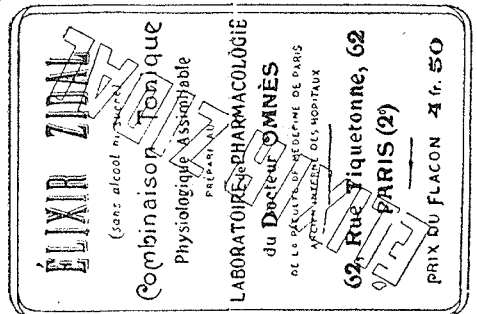 ÉLIXIR ZIDAL
(sans alcool ni sucre)
Combinaison Tonique
Physiologique Assimilable
PRÉPARÉ AU
LABORATOIRE de PHARMACOLOGIE
du Docteur OMNÈS
DE LA FACULTÉ DE MÉDECINE DE PARIS
ANCIEN INTERNE DES HOPITAUX
62, Rue Tiquetonne, 62
PARIS (2e)
PRIX DU FLACON 4 fr. 50